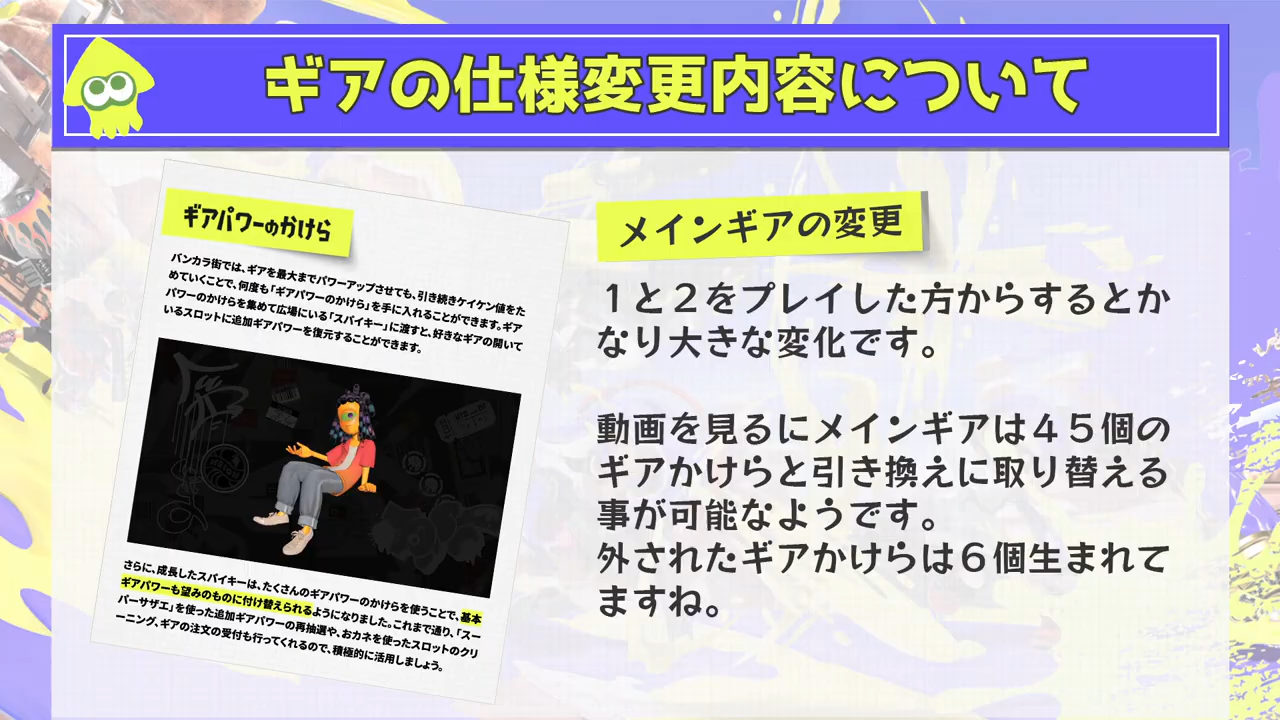 ギアの仕様変更内容について
ギアパワーのかけら
バンカラ街では、ギアを最大までパワーアップさせても、引き続きケイケン値をた
めていくことで、何度も「ギアパワーのかけら」を手に入れることができます。ギア
パワーのかけらを集めて広場にいる「スパイキー」に渡すと、好きなギアの開いて
いるスロットに追加ギアパワーを復元することができます。
さらに、成長したスパイキーは、たくさんのギアパワーのかけらを使うことで、基本
ギアパワーも望みのものに付け替えられるようになりました。これまで通り、「スー
パーサザエ」を使った追加ギアパワーの再抽選や、おカネを使ったスロットのクリ
ーニング、ギアの注文の受付も行ってくれるので、積極的に活用しましょう。
メインギアの変更
１と２をプレイした方からするとか
なり大きな変化です。
動画を見るにメインギアは４５個の
ギアかけらと引き換えに取り替える
事が可能なようです。
外されたギアかけらは６個生まれて
ますね。